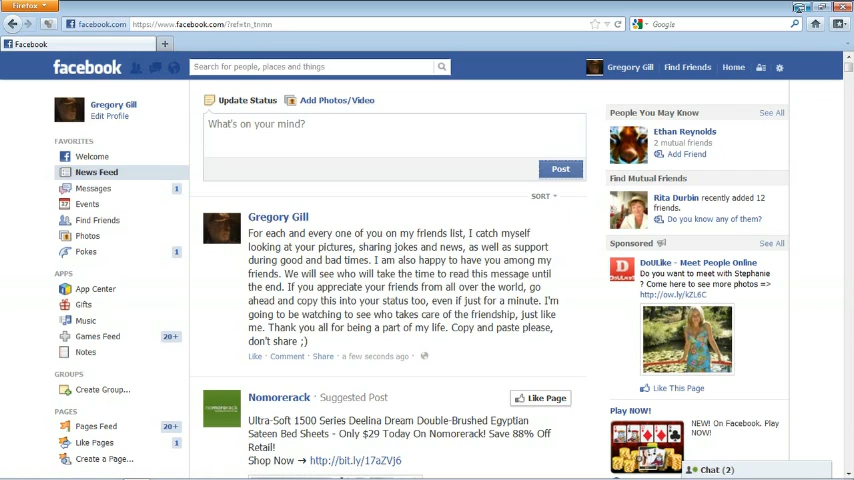 Firefox
facebook.com
https://www.facebook.com/?ref=tn_tnmn
Google
Facebook
facebook
Search for people, places and things
Gregory Gill
Find Friends
Home
Gregory Gill
Edit Profile
FAVORITES
Welcome
News Feed
Messages 1
Events
Find Friends
Photos
Pokes 1
APPS
App Center
Gifts
Music
Games Feed 20+
Notes
GROUPS
Create Group...
PAGES
Pages Feed 20+
Like Pages 1
Create a Page...
Update Status
Add Photos/Video
What's on your mind?
Post
SORT
Gregory Gill
For each and every one of you on my friends list, I catch myself
looking at your pictures, sharing jokes and news, as well as support
during good and bad times. I am also happy to have you among my
friends. We will see who will take the time to read this message until
the end. If you appreciate your friends from all over the world, go
ahead and copy this into your status too, even if just for a minute. I'm
going to be watching to see who takes care of the friendship, just like
me. Thank you all for being a part of my life. Copy and paste please,
don't share ;)
Like · Comment · Share · a few seconds ago ·
nomorerack
Nomorerack · Suggested Post
Like Page
Ultra-Soft 1500 Series Deelina Dream Double-Brushed Egyptian
Sateen Bed Sheets - Only $29 Today On Nomorerack! Save 88% Off
Retail!
Shop Now → http://bit.ly/17aZVJ6
People You May Know
See All
Ethan Reynolds
2 mutual friends
Add Friend
Find Mutual Friends
Rita Durbin recently added 12
friends.
Do you know any of them?
Sponsored
See All
DoULike - Meet People Online
Do you want to meet with Stephanie
? Come here to see more photos =>
http://ow.ly/kZL6C
Like This Page
Play NOW!
NEW! On Facebook. Play
NOW!
Chat (2)